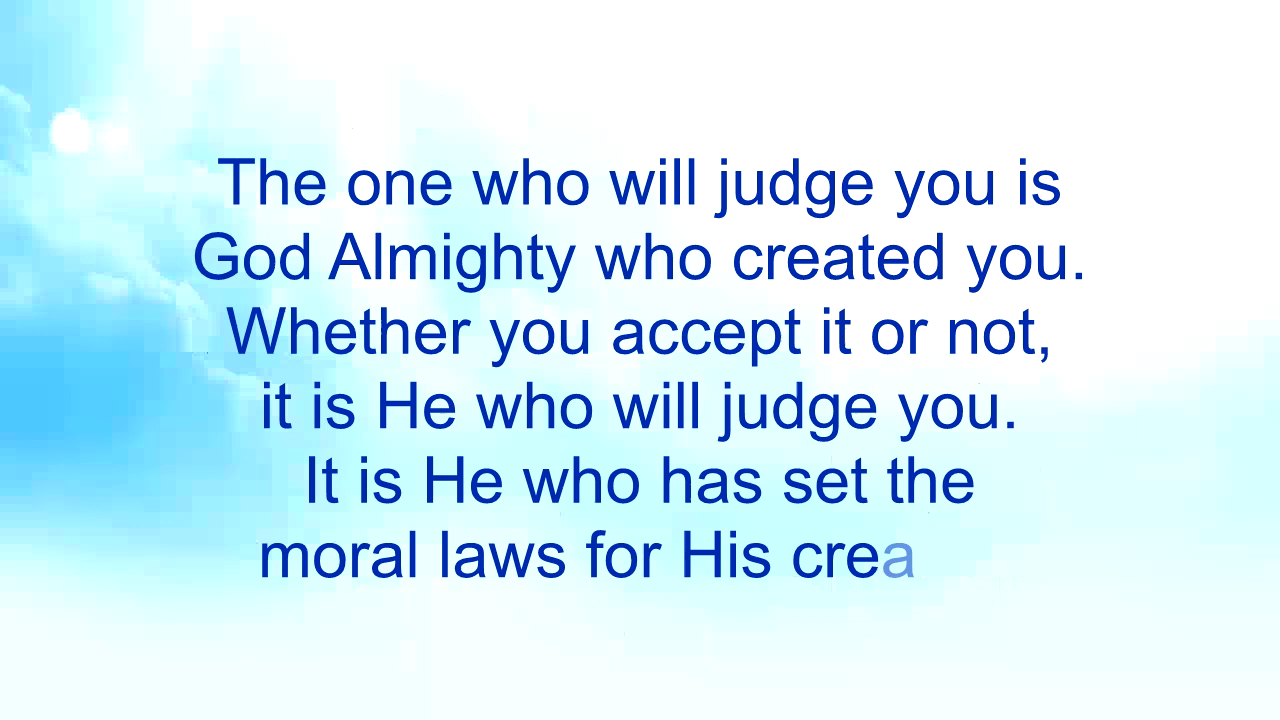 The one who will judge you is
God Almighty who created you.
Whether you accept it or not,
it is He who will judge you.
It is He who has set the
moral laws for His crea